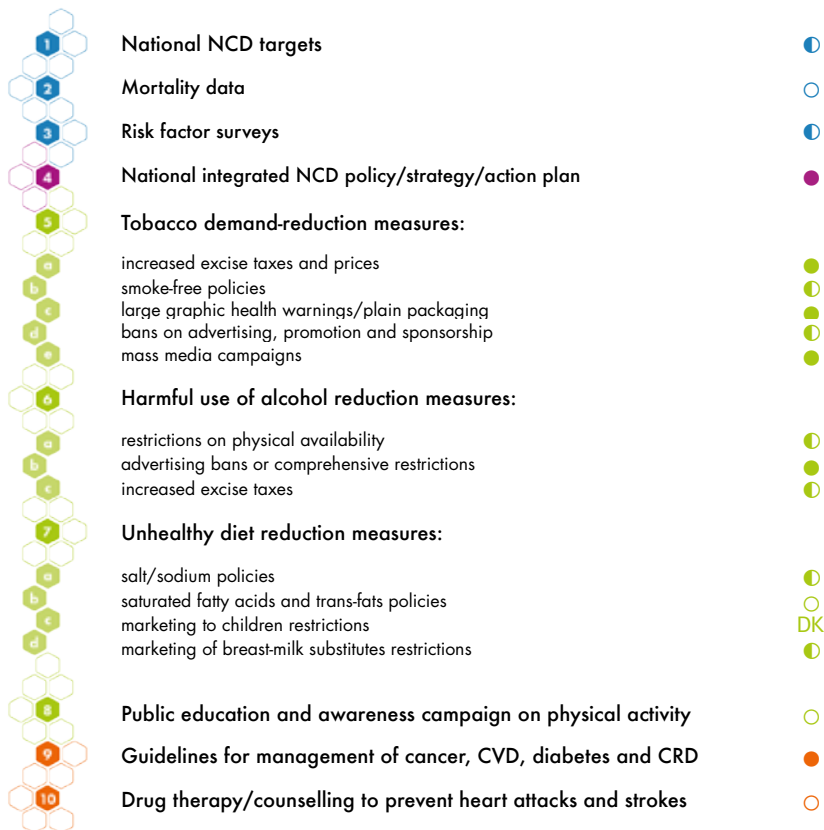 1 National NCD targets
2 Mortality data
3 Risk factor surveys
4 National integrated NCD policy/strategy/action plan
5 Tobacco demand-reduction measures:
a increased excise taxes and prices
b smoke-free policies
c large graphic health warnings/plain packaging
d bans on advertising, promotion and sponsorship
e mass media campaigns
6 Harmful use of alcohol reduction measures:
a restrictions on physical availability
b advertising bans or comprehensive restrictions
c increased excise taxes
7 Unhealthy diet reduction measures:
a salt/sodium policies
b saturated fatty acids and trans-fats policies
c marketing to children restrictions DK
d marketing of breast-milk substitutes restrictions
8 Public education and awareness campaign on physical activity
9 Guidelines for management of cancer, CVD, diabetes and CRD
10 Drug therapy/counselling to prevent heart attacks and strokes